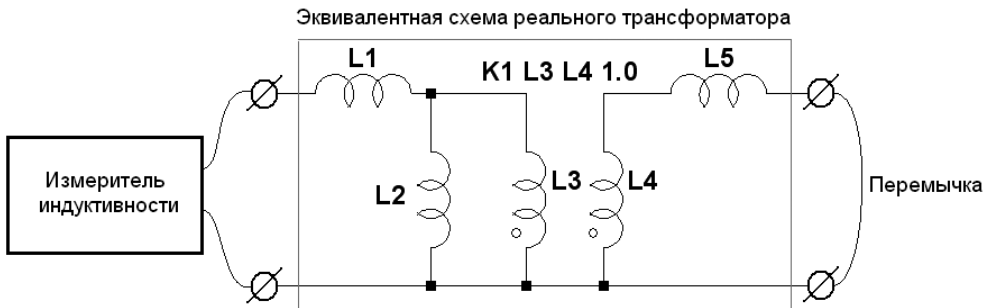 Эквивалентная схема реального трансформатора
L1
K1 L3 L4 1.0
L5
Измеритель
индуктивности
L2
L3
L4
Перемычка